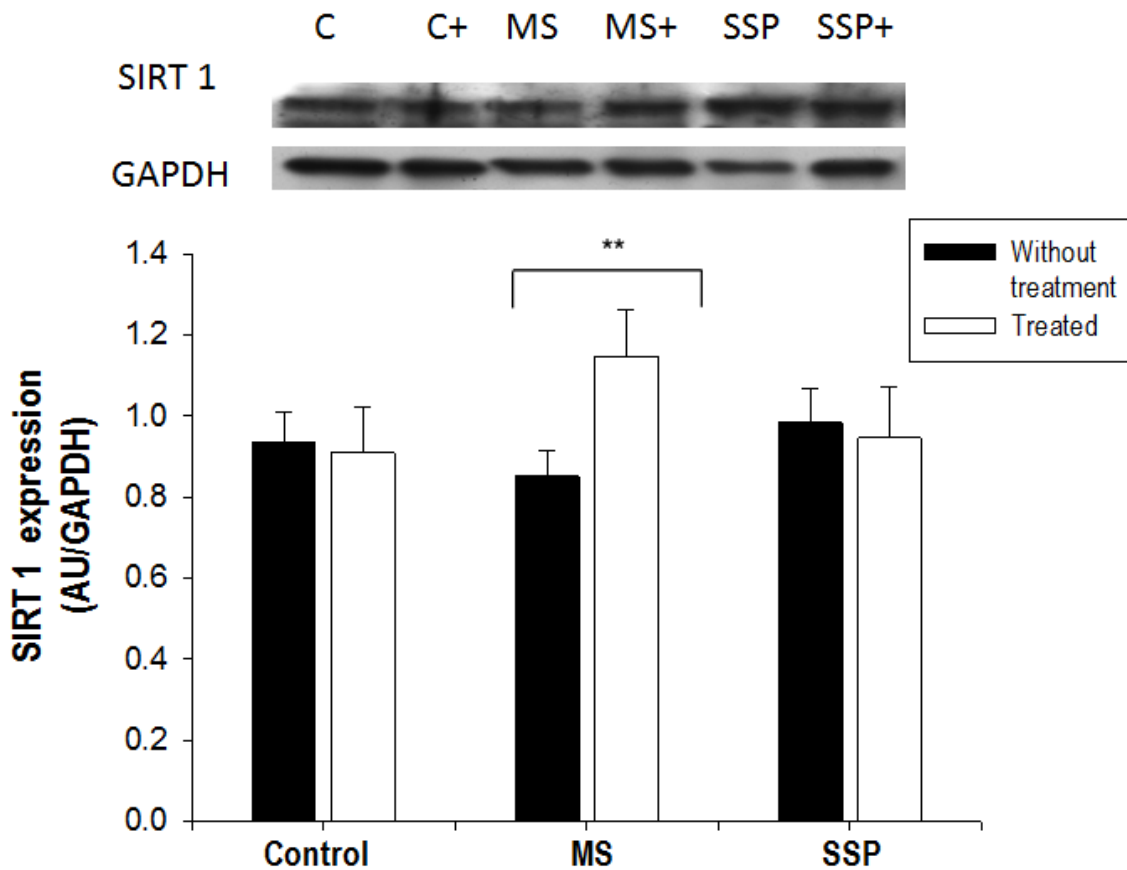 C C+ MS MS+ SSP SSP+
SIRT 1
GAPDH
**
Without
treatment
Treated
SIRT 1 expression
(AU/GAPDH)
1.4
1.2
1.0
0.8
0.6
0.4
0.2
0.0
Control MS SSP